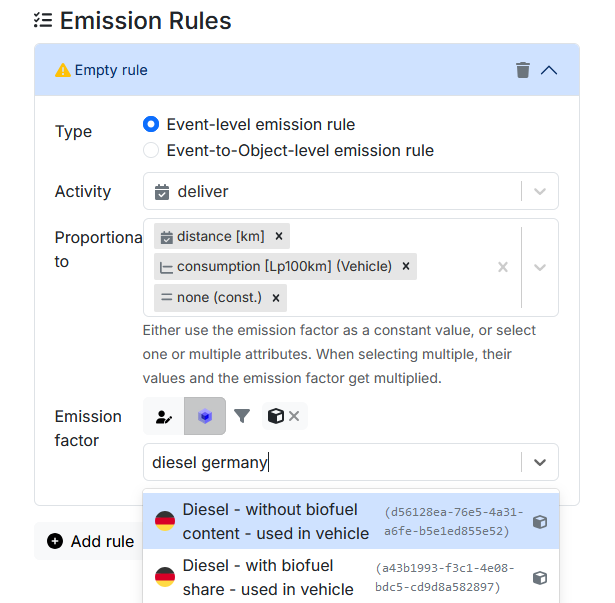 Emission Rules
Empty rule
Type
Event-level emission rule
Event-to-Object-level emission rule
Activity
deliver
Proportiona
to
distance [km] ×
consumption [Lp100km] (Vehicle) ×
none (const.) ×
Either use the emission factor as a constant value, or select
one or multiple attributes. When selecting multiple, their
values and the emission factor get multiplied.
Emission
factor
diesel germany
Diesel - without biofuel
content - used in vehicle
(d56128ea-76e5-4a31-
a6fe-b5e1ed855e52)
Diesel - with biofuel
share - used in vehicle
(a43b1993-f3c1-4e08-
bdc5-cd9d8a582897)
Add rule